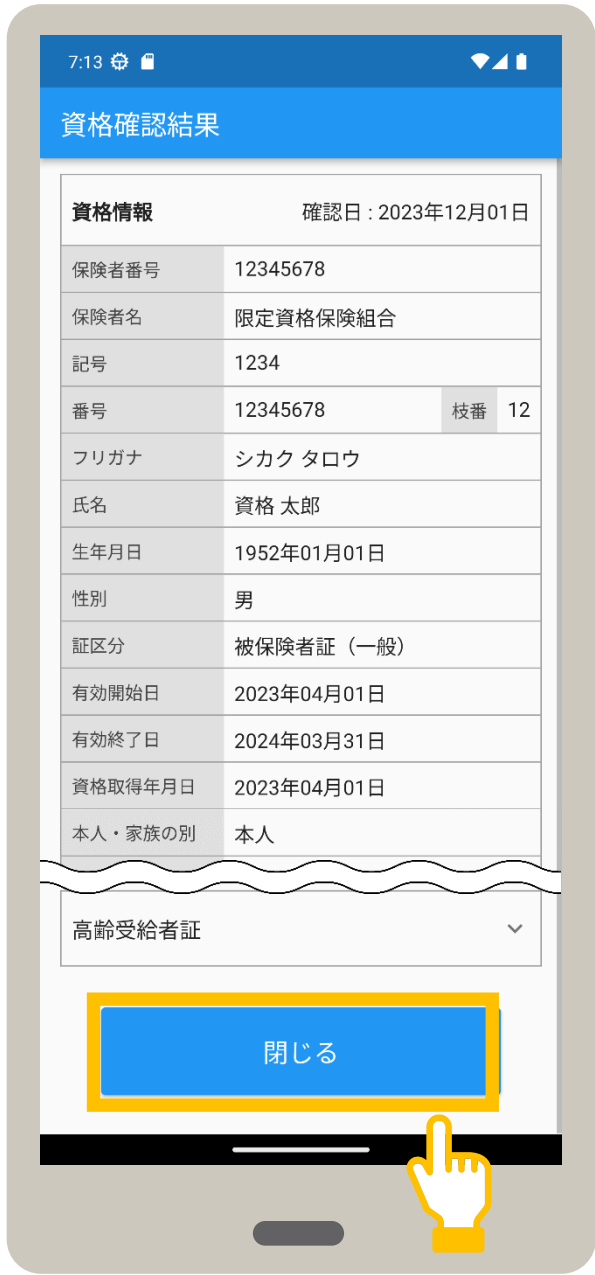 7:13
資格確認結果
資格情報 確認日 : 2023年12月01日
保険者番号 12345678
保険者名 限定資格保険組合
記号 1234
番号 12345678 枝番 12
フリガナ シカク タロウ
氏名 資格 太郎
生年月日 1952年01月01日
性別 男
証区分 被保険者証（一般）
有効開始日 2023年04月01日
有効終了日 2024年03月31日
資格取得年月日 2023年04月01日
本人・家族の別 本人
高齢受給者証
閉じる